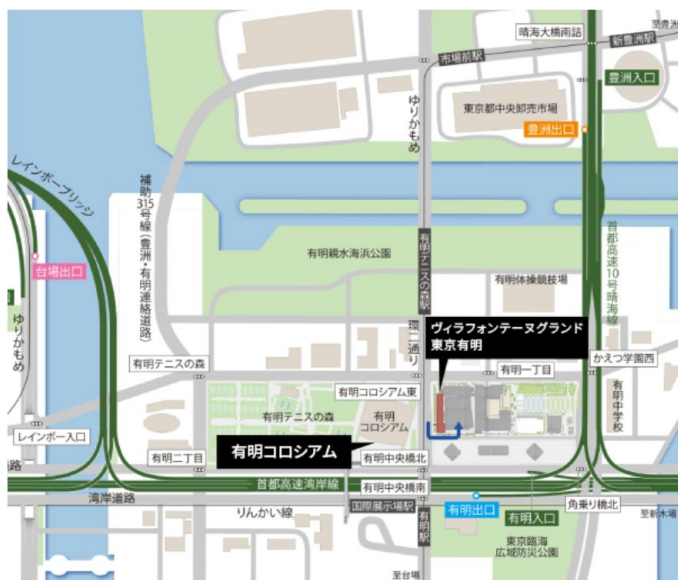 至豊洲
晴海大橋南詰
新豊洲駅
市場前駅
豊洲入口
ゆりかもめ
東京都中央卸売市場
豊洲出口
レインボーブリッジ
補助315号線(豊洲・有明連絡道路)
首都高速10号晴海線
有明親水海浜公園
有明テニスの森駅
台場出口
有明体操競技場
ゆりかもめ
環二通り
ヴィラフォンテーヌグランド
東京有明
かえつ学園西
有明テニスの森
有明一丁目
有明コロシアム東
有明中学校
有明テニスの森
有明
コロシアム
レインボー入口
有明コロシアム
有明二丁目
有明中央橋北
路
首都高速湾岸線
有明中央橋南
湾岸道路
国際展示場駅
有明駅
有明出口
有明入口
角乗り橋北
りんかい線
至新木場
東京臨海
広域防災公園
至台場